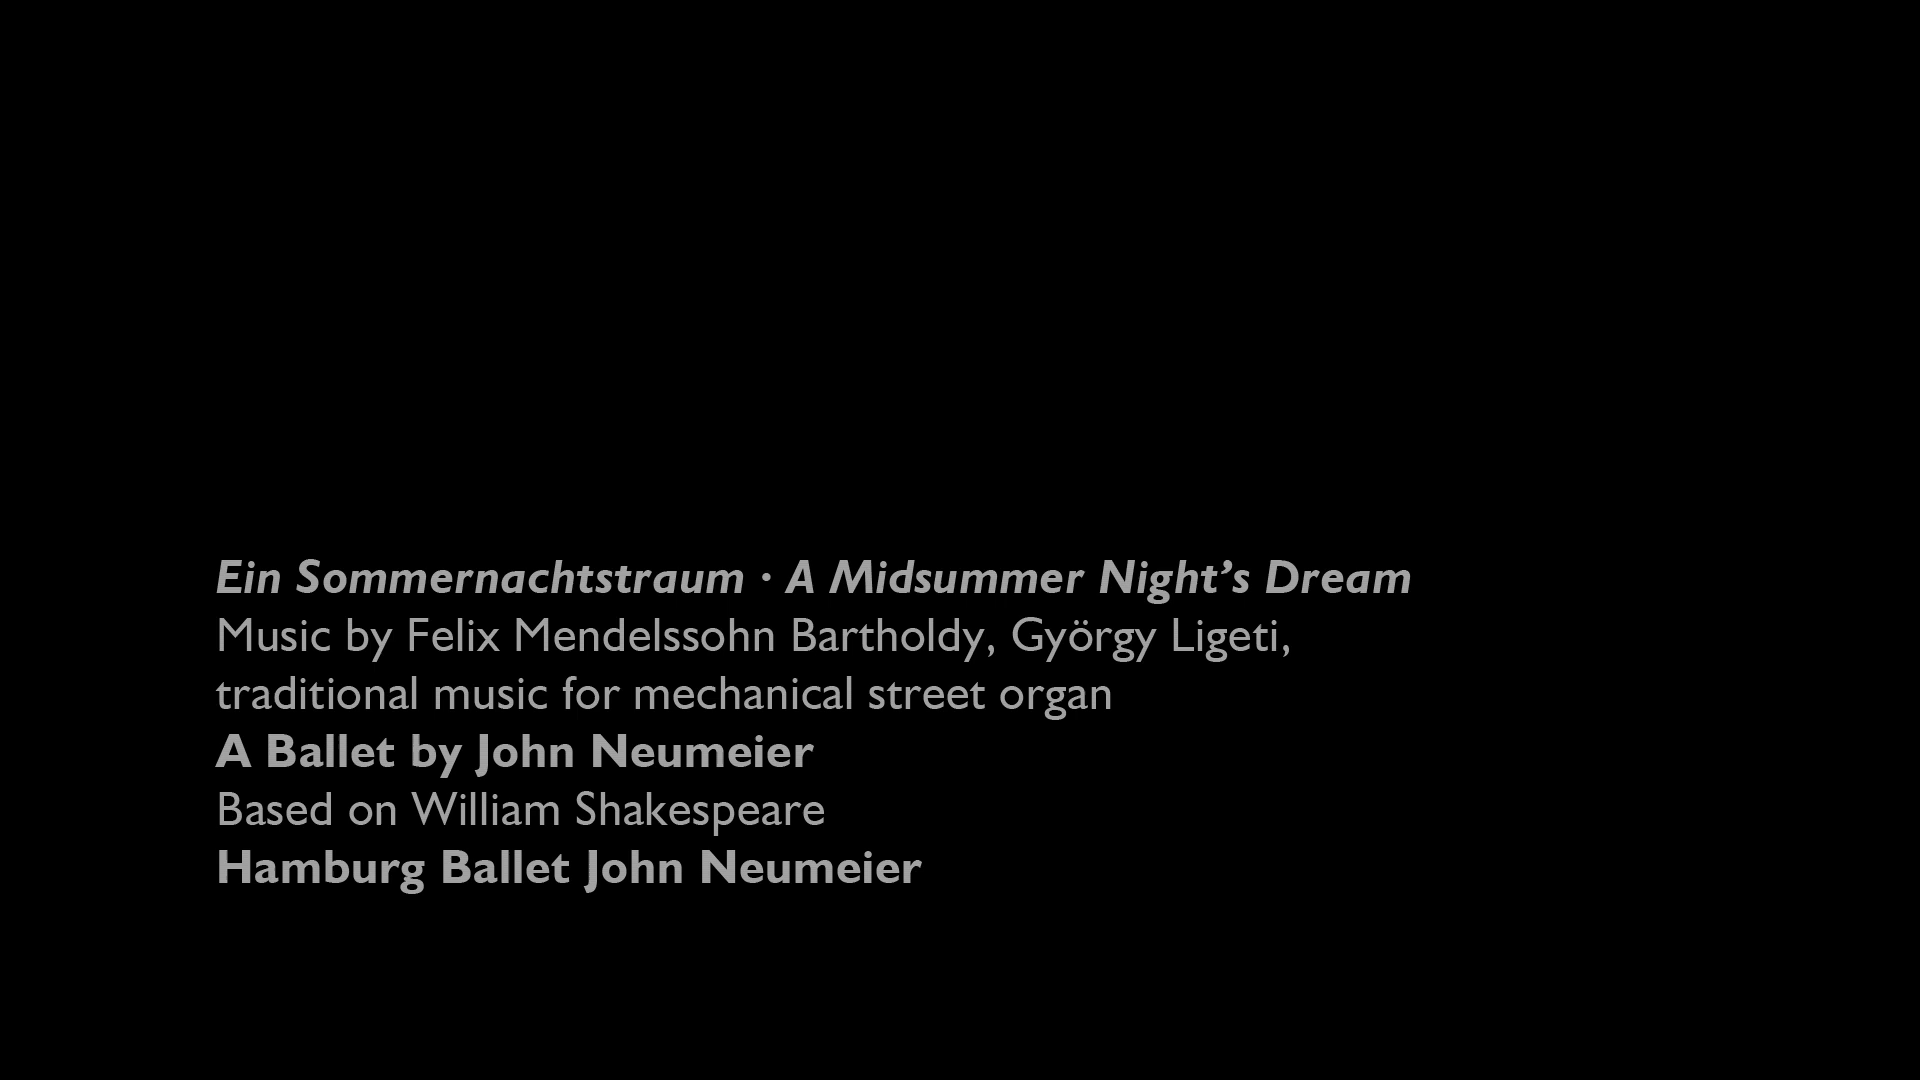 Ein Sommernachtstraum · A Midsummer Night’s Dream
Music by Felix Mendelssohn Bartholdy, György Ligeti,
traditional music for mechanical street organ
A Ballet by John Neumeier
Based on William Shakespeare
Hamburg Ballet John Neumeier